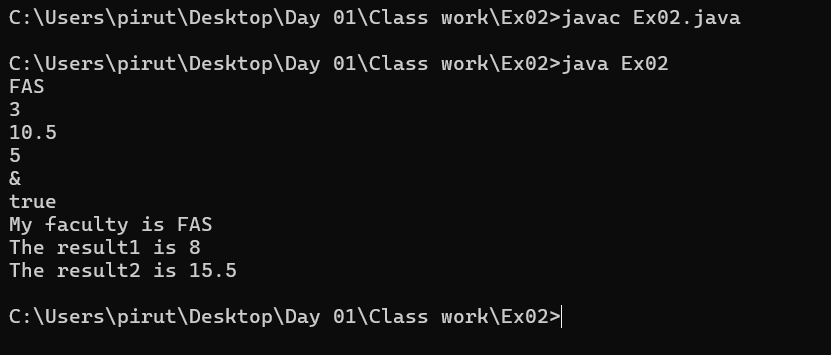 C:\Users\pirut\Desktop\Day 01\Class work\Ex02>javac Ex02.java
C:\Users\pirut\Desktop\Day 01\Class work\Ex02>java Ex02
FAS
3
10.5
5
&
true
My faculty is FAS
The result1 is 8
The result2 is 15.5
C:\Users\pirut\Desktop\Day 01\Class work\Ex02>